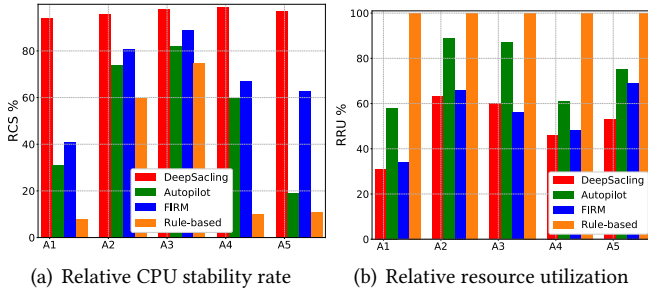 RCS %
80
60
40
20
0
A1 A2 A3 A4 A5
DeepSacling
Autopilot
FIRM
Rule-based
(a) Relative CPU stability rate
RRU %
100
80
60
40
20
0
A1 A2 A3 A4 A5
DeepSacling
Autopilot
FIRM
Rule-based
(b) Relative resource utilization